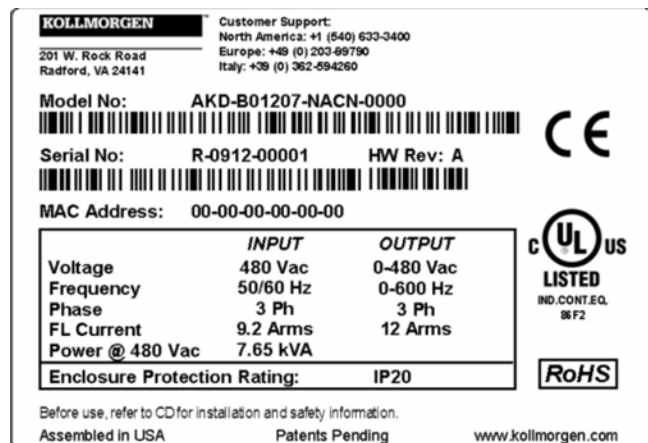 KOLLMORGEN
201 W. Rock Road
Radford, VA 24141
Customer Support:
North America: +1 (540) 633-3400
Europe: +49 (0) 203-99790
Italy: +39 (0) 362-594260
Model No: AKD-B01207-NACN-0000
Serial No: R-0912-00001 HW Rev: A
MAC Address: 00-00-00-00-00-00
CE
INPUT OUTPUT
Voltage 480 Vac 0-480 Vac
Frequency 50/60 Hz 0-600 Hz
Phase 3 Ph 3 Ph
FL Current 9.2 Arms 12 Arms
Power @ 480 Vac 7.65 kVA
Enclosure Protection Rating: IP20
C UL US
LISTED
IND.CONT.EQ.
86F2
RoHS
Before use, refer to CD for installation and safety information.
Assembled in USA Patents Pending www.kollmorgen.com